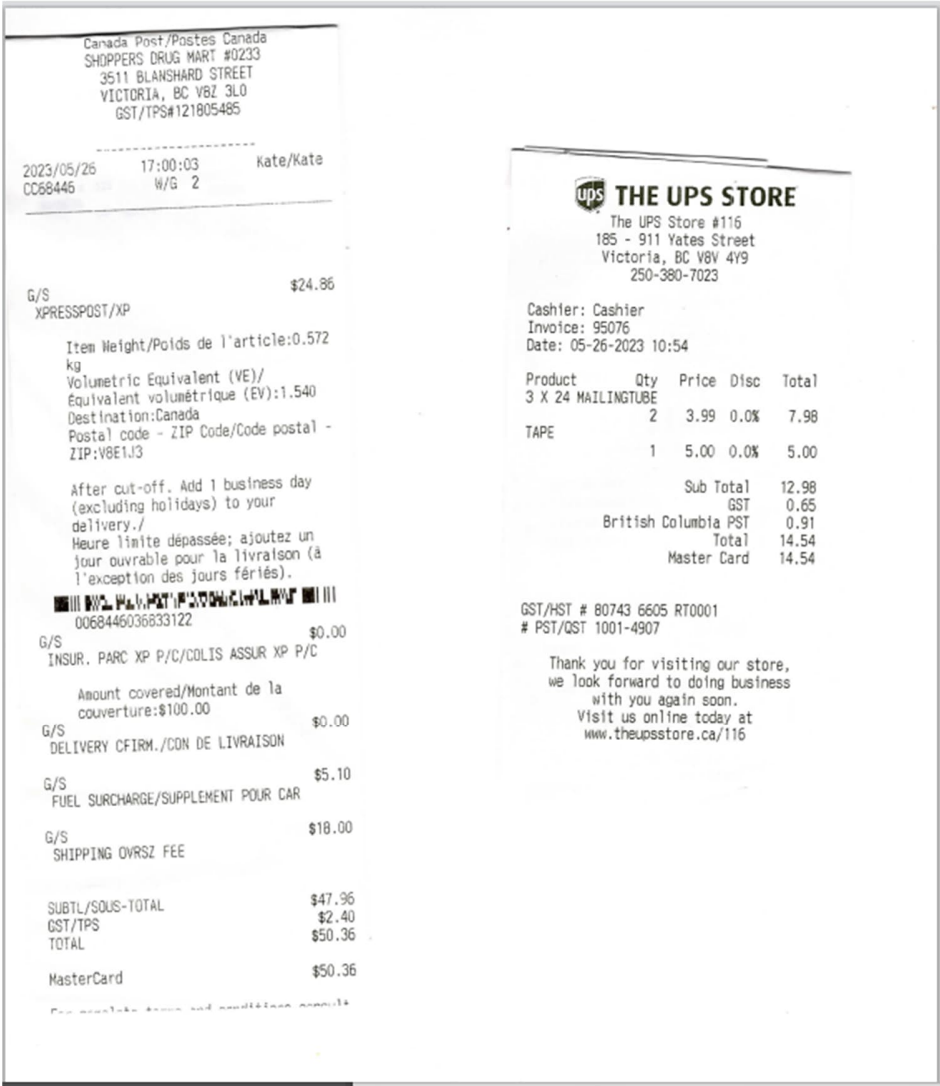 Canada Post/Postes Canada
SHOPPERS DRUG MART #0233
3511 BLANSHARD STREET
VICTORIA, BC V8Z 3L0
GST/TPS#121805485
--------------------------
2023/05/26 17:00:03 Kate/Kate
CC68446 W/G 2
G/S $24.86
XPRESSPOST/XP
Item Weight/Poids de l'article:0.572
kg
Volumetric Equivalent (VE)/
Équivalent volumétrique (EV):1.540
Destination:Canada
Postal code - ZIP Code/Code postal -
ZIP:V8E1J3
After cut-off. Add 1 business day
(excluding holidays) to your
delivery./
Heure limite dépassée; ajoutez un
jour ouvrable pour la livraison (à
l'exception des jours fériés).
0068446036833122
G/S $0.00
INSUR. PARC XP P/C/COLIS ASSUR XP P/C
Amount covered/Montant de la
couverture:$100.00
G/S $0.00
DELIVERY CFIRM./CON DE LIVRAISON
G/S $5.10
FUEL SURCHARGE/SUPPLEMENT POUR CAR
G/S $18.00
SHIPPING OVRSZ FEE
SUBTL/SOUS-TOTAL $47.96
GST/TPS $2.40
TOTAL $50.36
MasterCard $50.36
ups THE UPS STORE
The UPS Store #116
185 - 911 Yates Street
Victoria, BC V8V 4Y9
250-380-7023
Cashier: Cashier
Invoice: 95076
Date: 05-26-2023 10:54
Product Qty Price Disc Total
3 X 24 MAILINGTUBE
2 3.99 0.0% 7.98
TAPE
1 5.00 0.0% 5.00
Sub Total 12.98
GST 0.65
British Columbia PST 0.91
Total 14.54
Master Card 14.54
GST/HST # 80743 6605 RT0001
# PST/QST 1001-4907
Thank you for visiting our store,
we look forward to doing business
with you again soon.
Visit us online today at
www.theupsstore.ca/116